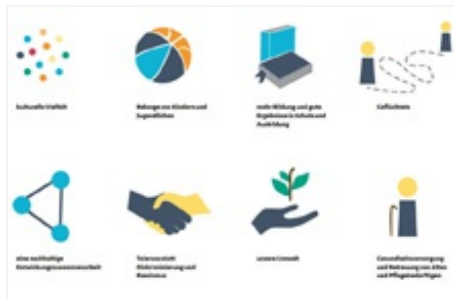 kulturelle Vielfalt
Belange von Kindern und
Jugendlichen
mehr Bildung und gute
Ergebnisse in Schule und
Ausbildung
Geflüchtete
eine nachhaltige
Entwicklungszusammenarbeit
Toleranz statt
Diskriminierung und
Rassismus
unsere Umwelt
Gesundheitsversorgung
und Betreuung von Alten
und Pflegebedürftigen